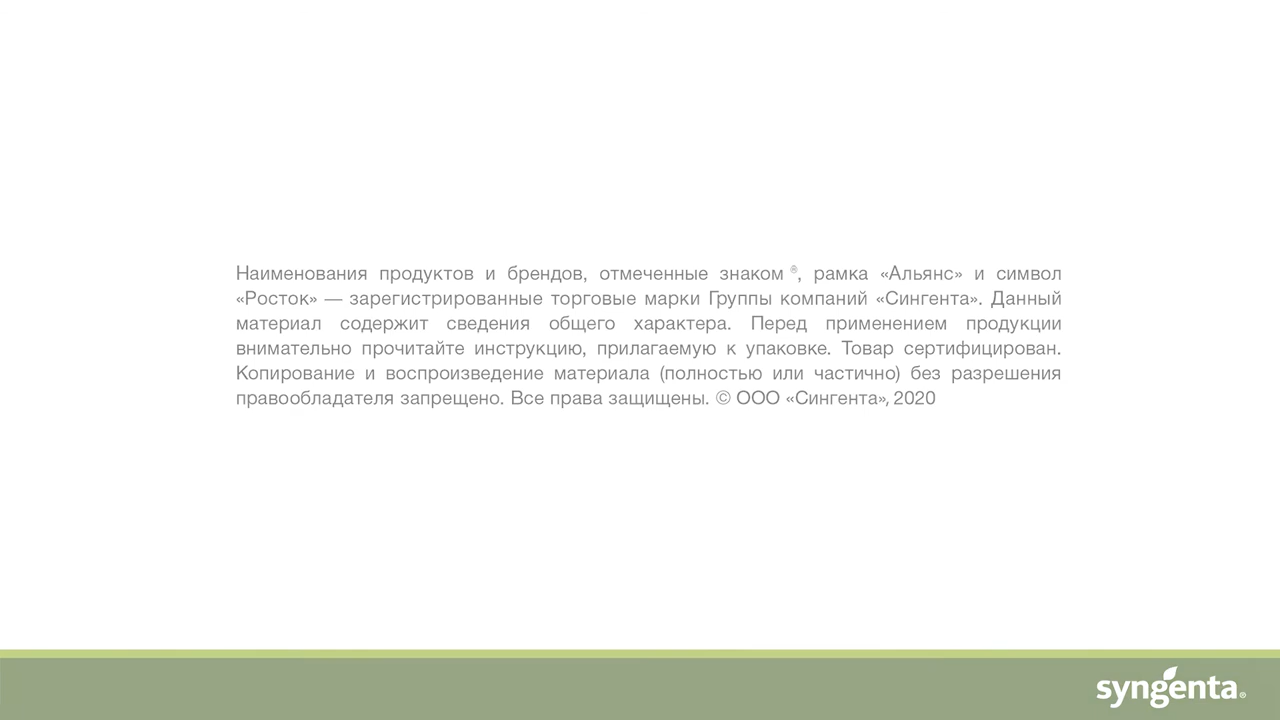 Наименования продуктов и брендов, отмеченные знаком ®, рамка «Альянс» и символ
«Росток» — зарегистрированные торговые марки Группы компаний «Сингента». Данный
материал содержит сведения общего характера. Перед применением продукции
внимательно прочитайте инструкцию, прилагаемую к упаковке. Товар сертифицирован.
Копирование и воспроизведение материала (полностью или частично) без разрешения
правообладателя запрещено. Все права защищены. © ООО «Сингента», 2020
syngenta®